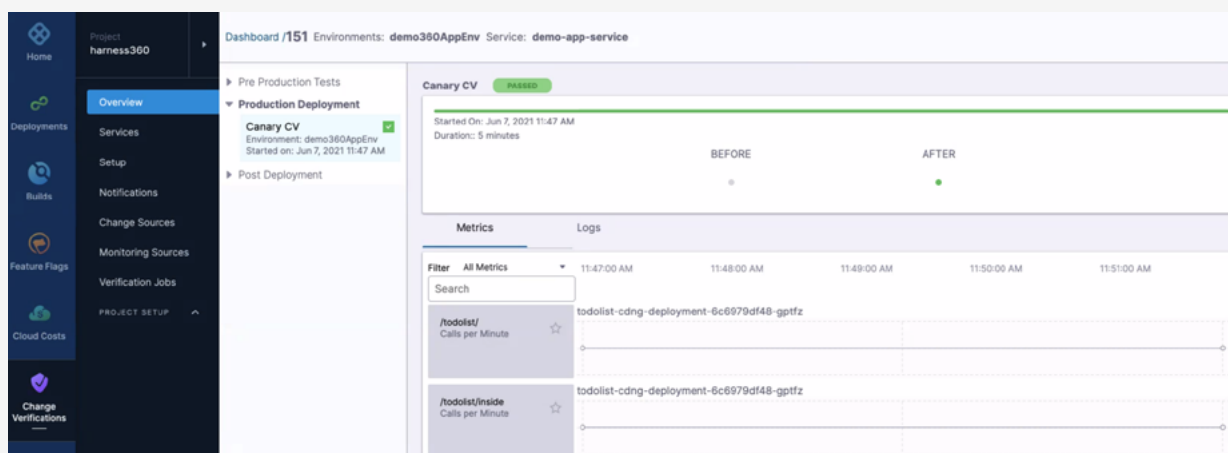 Home
Deployments
Builds
Feature Flags
Cloud Costs
Change
Verifications
Project
harness360
Overview
Services
Setup
Notifications
Change Sources
Monitoring Sources
Verification Jobs
PROJECT SETUP
Dashboard /151 Environments: demo360AppEnv Service: demo-app-service
Pre Production Tests
Production Deployment
Canary CV
Environment: demo360AppEnv
Started on: Jun 7, 2021 11:47 AM
Post Deployment
Canary CV PASSED
Started On: Jun 7, 2021 11:47 AM
Duration:: 5 minutes
BEFORE AFTER
Metrics Logs
Filter All Metrics 11:47:00 AM 11:48:00 AM 11:49:00 AM 11:50:00 AM 11:51:00 AM
Search
todolist-cdng-deployment-6c6979df48-gptfz
/todolist/
Calls per Minute
todolist-cdng-deployment-6c6979df48-gptfz
/todolist/inside
Calls per Minute